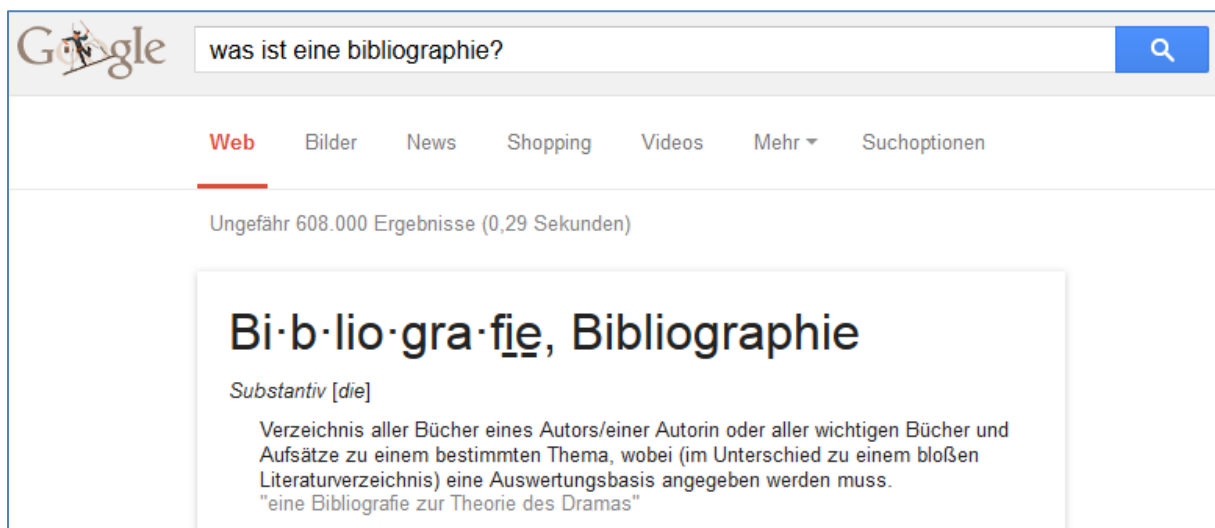 Google was ist eine bibliographie?
Web Bilder News Shopping Videos Mehr Suchoptionen
Ungefähr 608.000 Ergebnisse (0,29 Sekunden)
Bi·b·lio·gra·fie, Bibliographie
Substantiv [die]
Verzeichnis aller Bücher eines Autors/einer Autorin oder aller wichtigen Bücher und
Aufsätze zu einem bestimmten Thema, wobei (im Unterschied zu einem bloßen
Literaturverzeichnis) eine Auswertungsbasis angegeben werden muss.
"eine Bibliografie zur Theorie des Dramas"